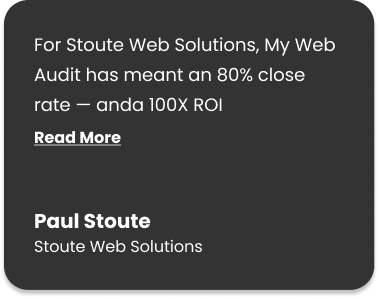 For Stoute Web Solutions, My Web
Audit has meant an 80% close
rate — anda 100X ROI
Read More
Paul Stoute
Stoute Web Solutions